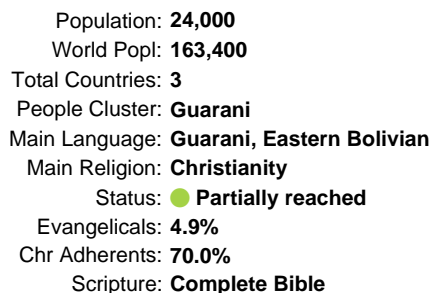 Population: 24,000
World Popl: 163,400
Total Countries: 3
People Cluster: Guarani
Main Language: Guarani, Eastern Bolivian
Main Religion: Christianity
Status: Partially reached
Evangelicals: 4.9%
Chr Adherents: 70.0%
Scripture: Complete Bible